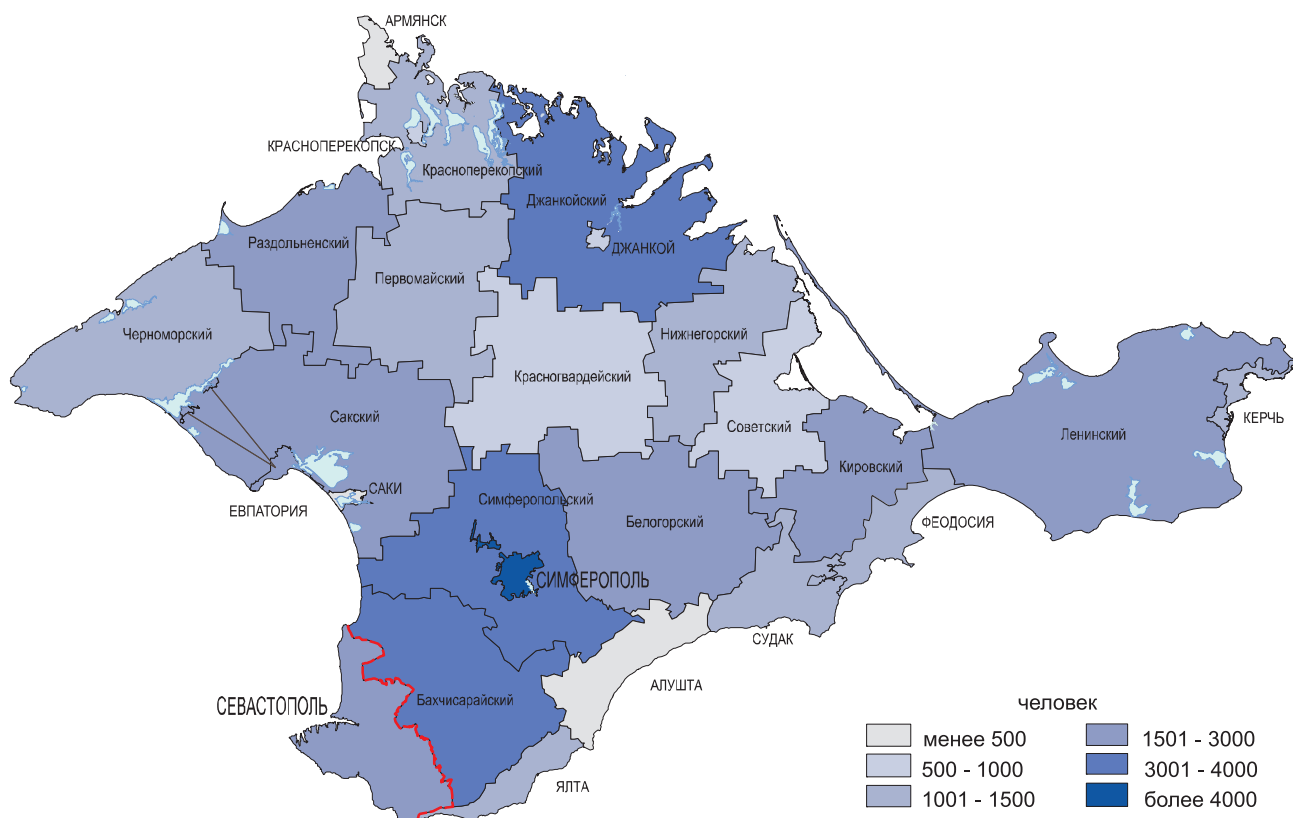 АРМЯНСК
КРАСНОПЕРЕКОПСК
Красноперекопский
Джанкойский
ДЖАНКОЙ
Раздольненский
Первомайский
Черноморский
Нижнегорский
Красногвардейский
Сакский
Советский
Ленинский
КЕРЧЬ
Кировский
САКИ
ЕВПАТОРИЯ
Симферопольский
Белогорский
ФЕОДОСИЯ
СИМФЕРОПОЛЬ
СУДАК
АЛУШТА
СЕВАСТОПОЛЬ
Бахчисарайский
ЯЛТА
человек
менее 500
500 - 1000
1001 - 1500
1501 - 3000
3001 - 4000
более 4000